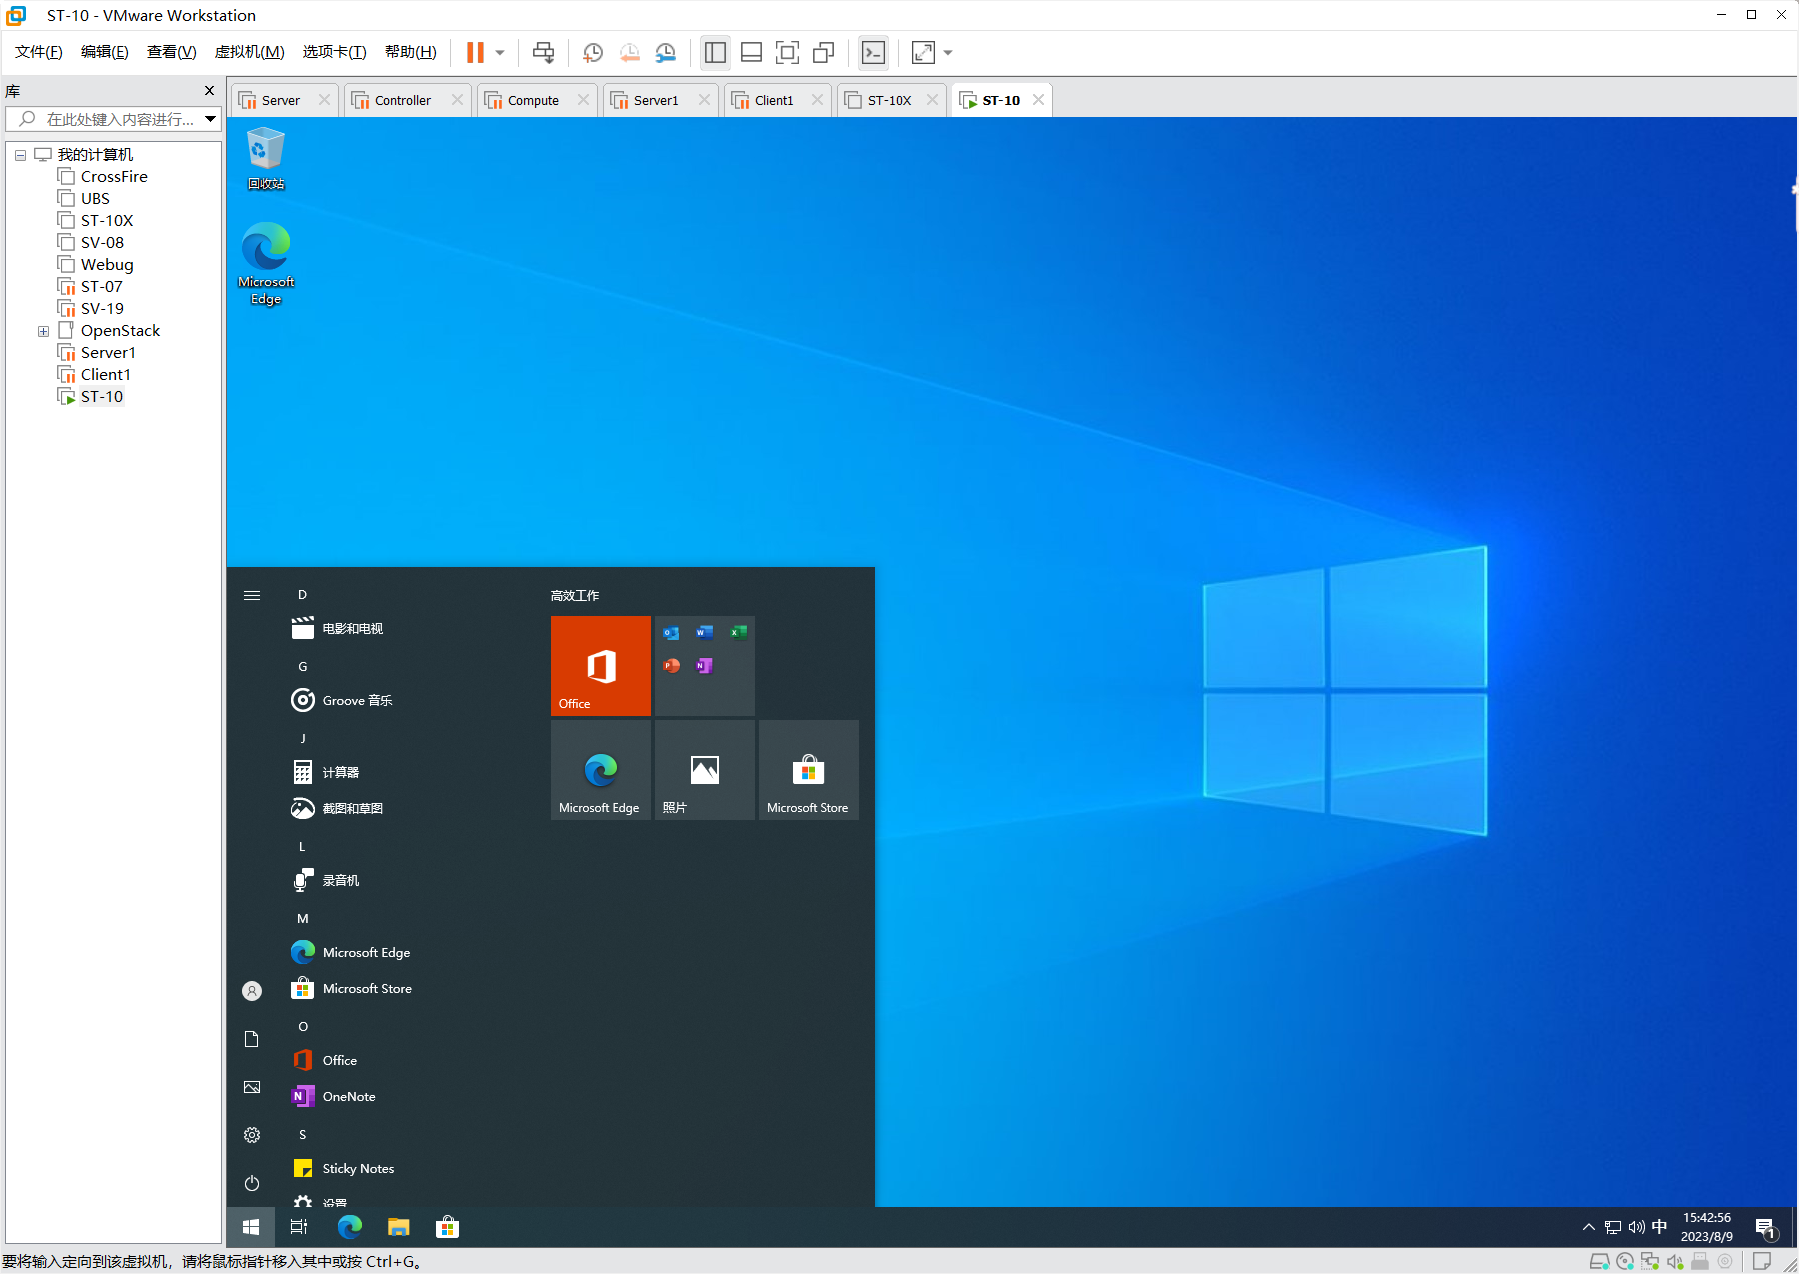 ST-10 - VMware Workstation
文件(F) 编辑(E) 查看(V) 虚拟机(M) 选项卡(T) 帮助(H)
库
在此处键入内容进行...
我的计算机
CrossFire
UBS
ST-10X
SV-08
Webug
ST-07
SV-19
OpenStack
Server1
Client1
ST-10
Server
Controller
Compute
Server1
Client1
ST-10X
ST-10
回收站
Microsoft
Edge
D
电影和电视
G
Groove 音乐
J
计算器
截图和草图
L
录音机
M
Microsoft Edge
Microsoft Store
O
Office
OneNote
S
Sticky Notes
设置
高效工作
Office
Microsoft Edge
照片
Microsoft Store
中
15:42:56
2023/8/9
1
要将输入定向到该虚拟机，请将鼠标指针移入其中或按 Ctrl+G。